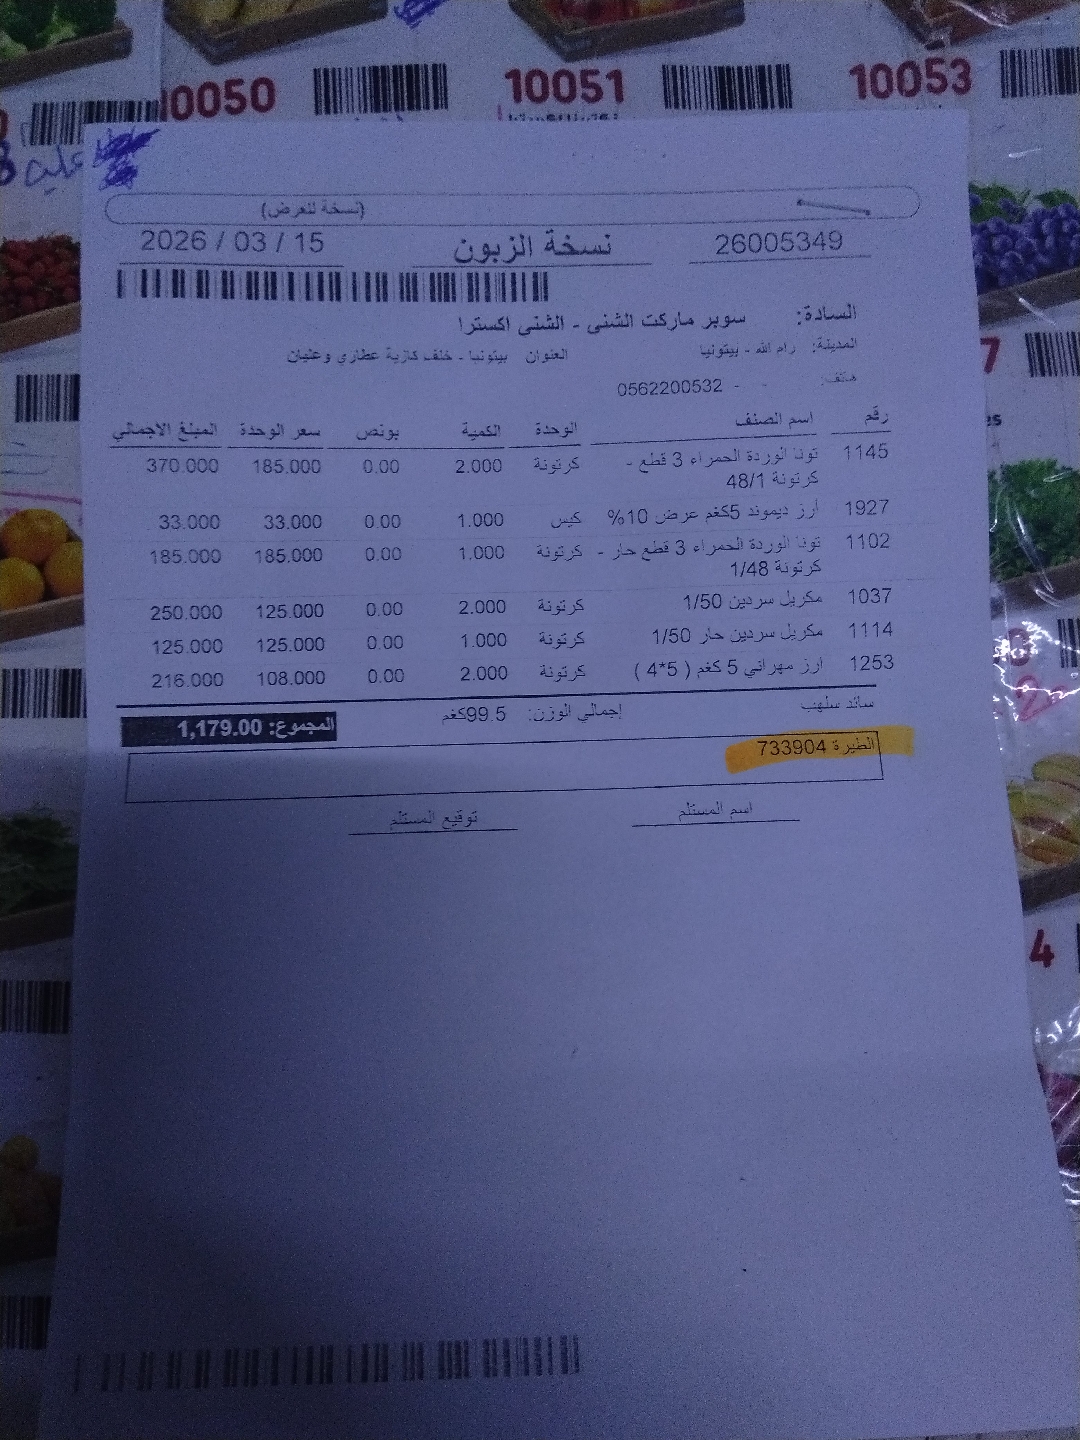 10050
10051
10053
عليه
(نسخة للعرض)
26005349 نسخة الزبون 2026 / 03 / 15
السادة: سوبر ماركت الشني - الشني اكسترا
المدينة: رام الله - بيتونيا العنوان بيتونيا - خلف كازية عطاري وعليان
هاتف: - - 0562200532
رقم اسم الصنف الوحدة الكمية بونص سعر الوحدة المبلغ الاجمالي
1145 تونا الوردة الحمراء 3 قطع - كرتونة 2.000 0.00 185.000 370.000
كرتونة 48/1
1927 أرز ديموند 5كغم عرض 10% كيس 1.000 0.00 33.000 33.000
1102 تونا الوردة الحمراء 3 قطع حار - كرتونة 1.000 0.00 185.000 185.000
كرتونة 1/48
1037 مكريل سردين 1/50 كرتونة 2.000 0.00 125.000 250.000
1114 مكريل سردين حار 1/50 كرتونة 1.000 0.00 125.000 125.000
1253 ارز مهراني 5 كغم ( 5*4 ) كرتونة 2.000 0.00 108.000 216.000
سائد سلهب إجمالي الوزن: 99.5كغم المجموع: 1,179.00
الطيرة 733904
اسم المستلم توقيع المستلم
7
es
4